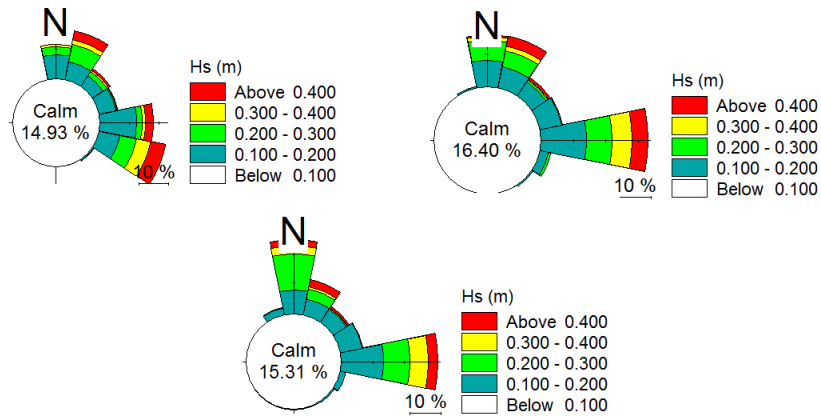 N
Calm
14.93 %
10 %
Hs (m)
Above 0.400
0.300 - 0.400
0.200 - 0.300
0.100 - 0.200
Below 0.100
N
Calm
16.40 %
10 %
Hs (m)
Above 0.400
0.300 - 0.400
0.200 - 0.300
0.100 - 0.200
Below 0.100
N
Calm
15.31 %
10 %
Hs (m)
Above 0.400
0.300 - 0.400
0.200 - 0.300
0.100 - 0.200
Below 0.100